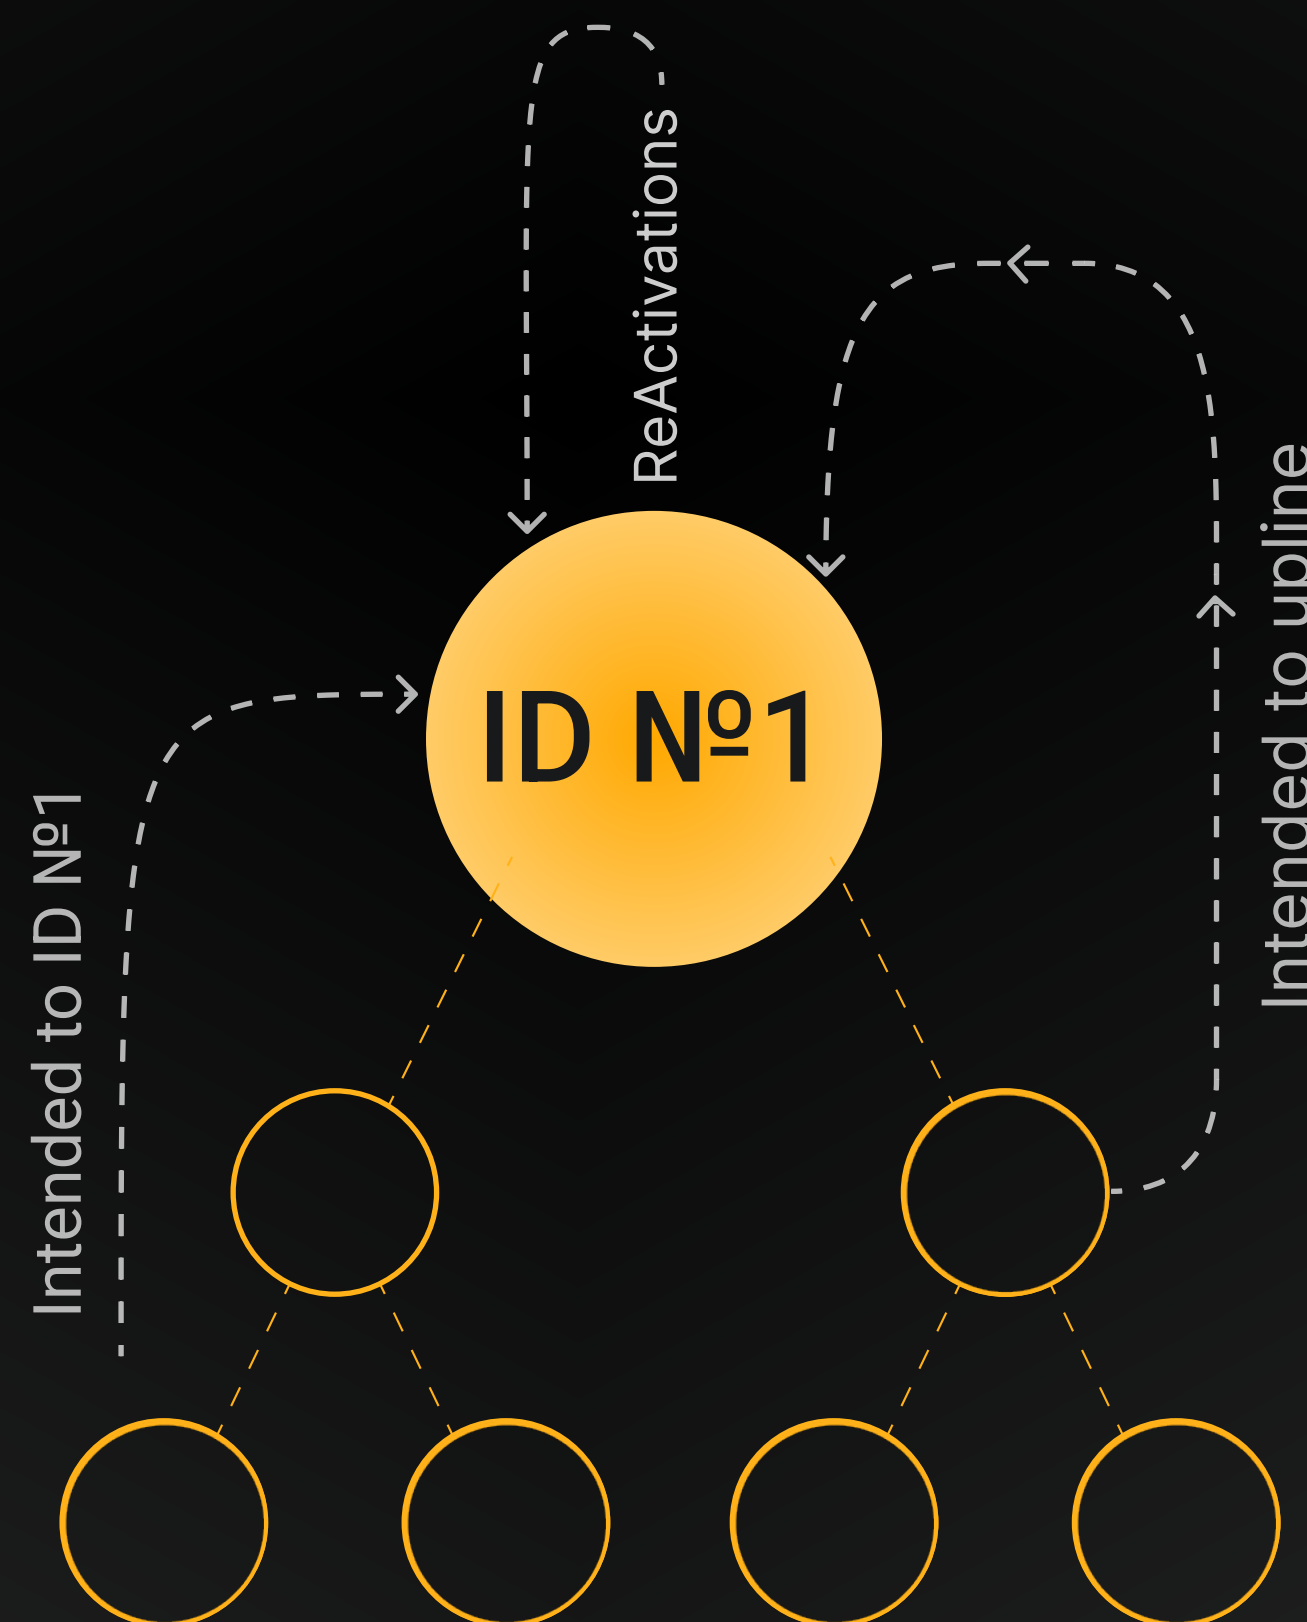 ReActivations
Intended to upline
ID №1
Intended to ID №1